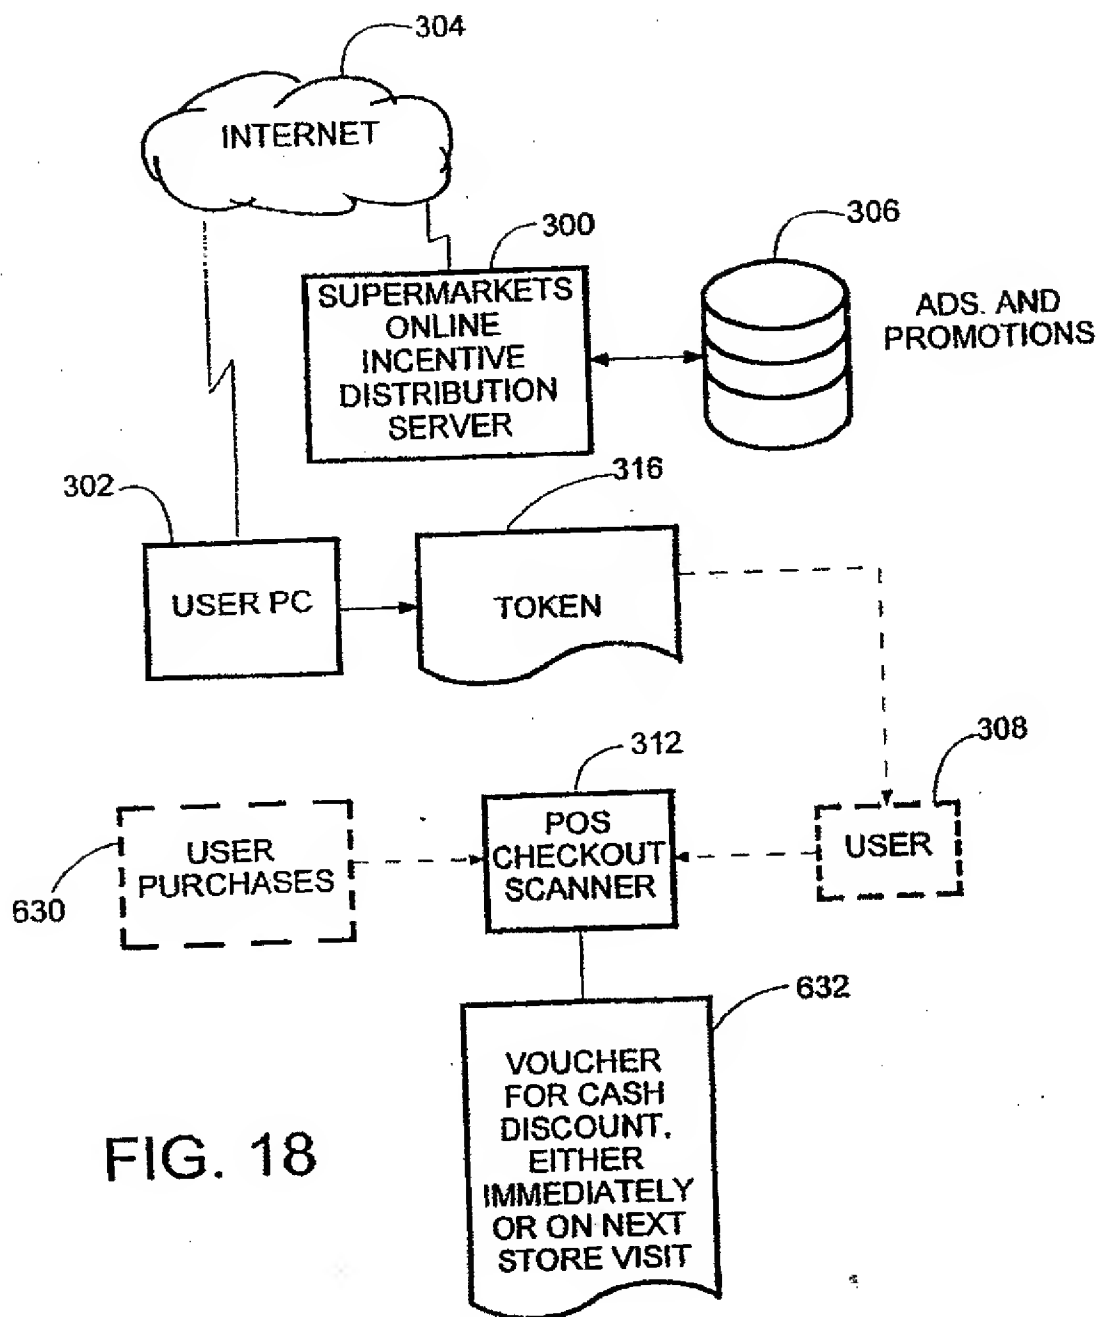 304
INTERNET
300
306
SUPERMARKETS
ONLINE
INCENTIVE
DISTRIBUTION
SERVER
ADS. AND
PROMOTIONS
302
316
USER PC
TOKEN
312
308
USER
PURCHASES
POS
CHECKOUT
SCANNER
USER
630
632
VOUCHER
FOR CASH
DISCOUNT,
EITHER
IMMEDIATELY
OR ON NEXT
STORE VISIT
FIG. 18